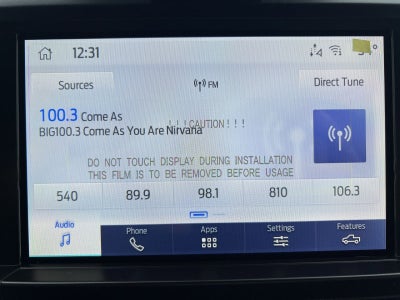 12:31
Sources
FM
Direct Tune
100.3 Come As
BIG100.3 Come As You Are Nirvana
!!!CAUTION!!!
DO NOT TOUCH DISPLAY DURING INSTALLATION
THIS FILM IS TO BE REMOVED BEFORE USAGE
540 89.9 98.1 810 106.3
Audio Phone Apps Settings Features